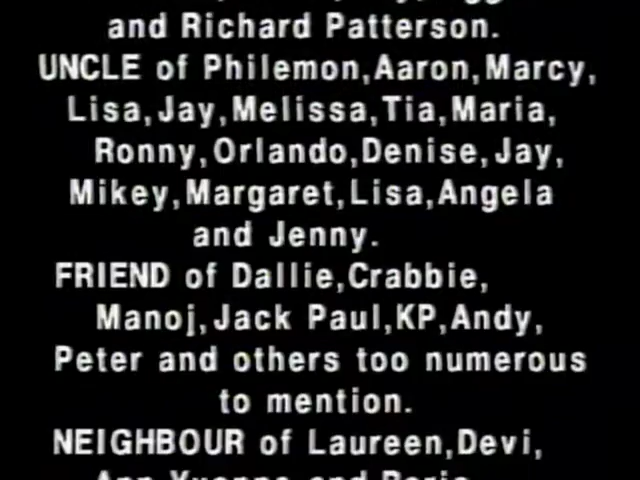 and Richard Patterson.
UNCLE of Philemon,Aaron,Marcy,
Lisa,Jay,Melissa,Tia,Maria,
Ronny,Orlando,Denise,Jay,
Mikey,Margaret,Lisa,Angela
and Jenny.
FRIEND of Dallie,Crabbie,
Manoj,Jack Paul,KP,Andy,
Peter and others too numerous
to mention.
NEIGHBOUR of Laureen,Devi,
and